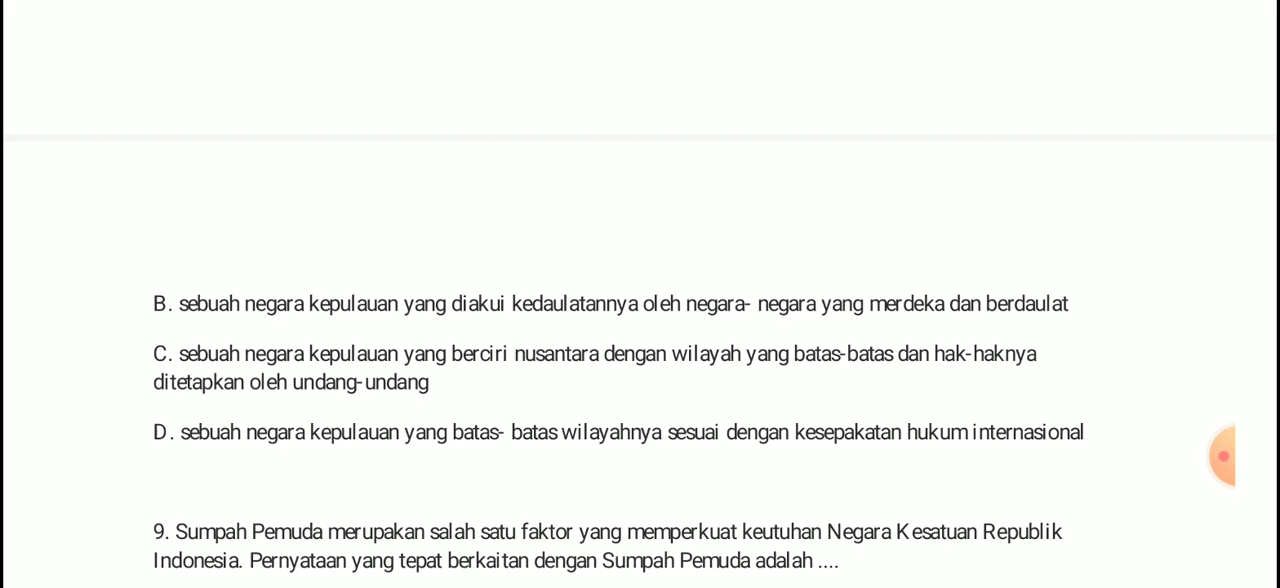 B. sebuah negara kepulauan yang diakui kedaulatannya oleh negara- negara yang merdeka dan berdaulat
C. sebuah negara kepulauan yang berciri nusantara dengan wilayah yang batas-batas dan hak-haknya
ditetapkan oleh undang-undang
D. sebuah negara kepulauan yang batas- batas wilayahnya sesuai dengan kesepakatan hukum internasional
9. Sumpah Pemuda merupakan salah satu faktor yang memperkuat keutuhan Negara Kesatuan Republik
Indonesia. Pernyataan yang tepat berkaitan dengan Sumpah Pemuda adalah ....